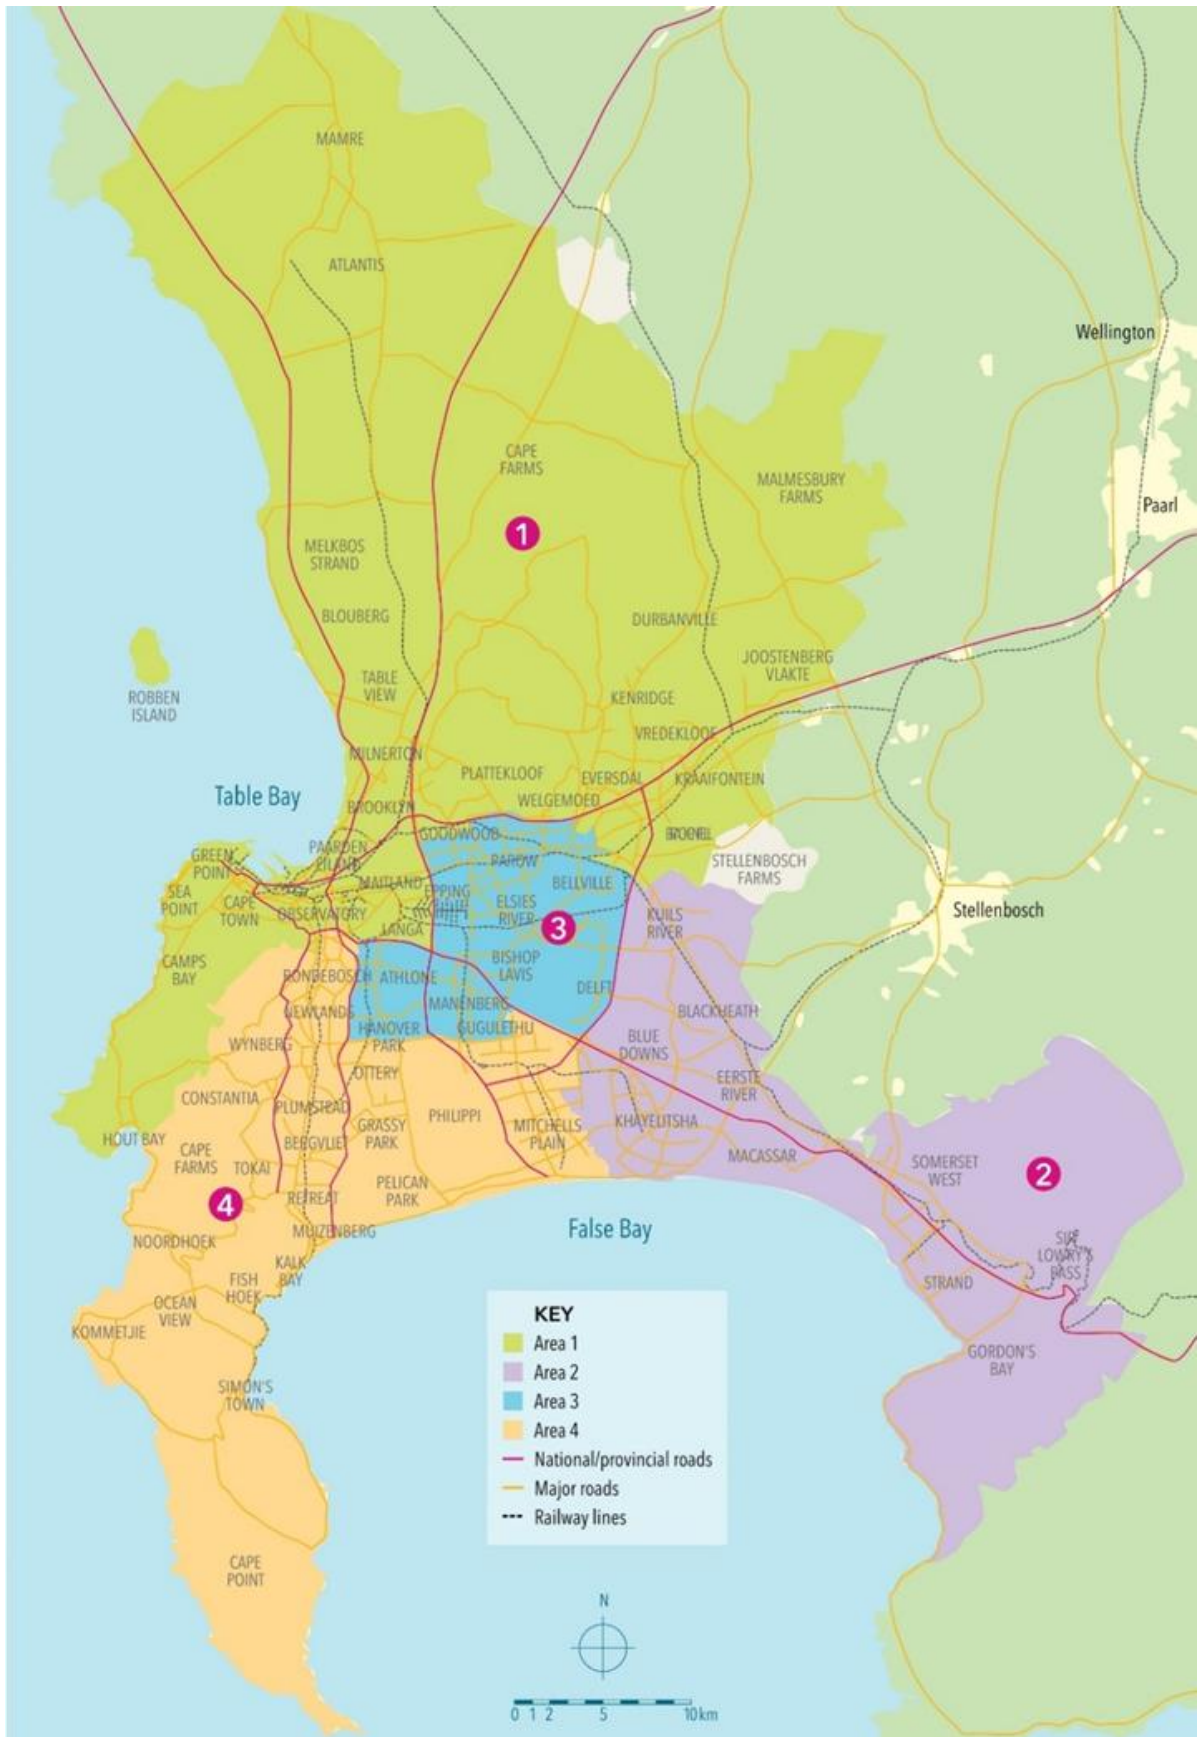 MAMRE
ATLANTIS
Wellington
CAPE
FARMS
MALMESBURY
FARMS
Paarl
1
MELKBOS
STRAND
BLOUBERG
DURBANVILLE
JOOSTENBERG
VLAKTE
ROBBEN
ISLAND
TABLE
VIEW
KENRIDGE
VREDEKLOOF
MILNERTON
PLATTEKLOOF
EVERSDAL
KRAAIFONTEIN
Table Bay
WELGEMOED
BROOKLYN
GOODWOOD
PAROW
STELLENBOSCH
FARMS
GREEN
POINT
PAARDEN
EILAND
MAITLAND
EPPING
BELLVILLE
SEA
POINT
CAPE
TOWN
OBSERVATORY
LANGA
ELSIES
RIVER
3
KUILS
RIVER
Stellenbosch
CAMPS
BAY
RONDEBOSCH
ATHLONE
BISHOP
LAVIS
DELFT
NEWLANDS
HANOVER
PARK
MANENBERG
GUGULETHU
BLACKHEATH
WYNBERG
BLUE
DOWNS
OTTERY
EERSTE
RIVER
CONSTANTIA
PLUMSTEAD
GRASSY
PARK
PHILIPPI
MITCHELLS
PLAIN
KHAYELITSHA
HOUT BAY
BERGVLIET
CAPE
FARMS
TOKAI
MACASSAR
SOMERSET
WEST
2
4
RETREAT
PELICAN
PARK
MUIZENBERG
False Bay
NOORDHOEK
KALK
BAY
SIR
LOWRY'S
PASS
FISH
HOEK
STRAND
OCEAN
VIEW
KOMMETJIE
GORDON'S
BAY
SIMON'S
TOWN
CAPE
POINT
KEY
Area 1
Area 2
Area 3
Area 4
National/provincial roads
Major roads
Railway lines
N
0 1 2 5 10 km